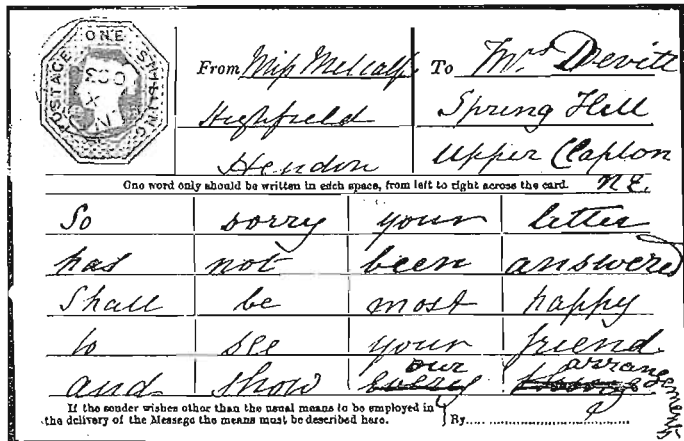 POSTAGE ONE SHILLING
From Miss Metcalfe To Mrs Devitt
Highfield Spring Hill
Hendon Upper Clapton
N.E.
One word only should be written in each space, from left to right across the card.
So sorry your letter
has not been answered
Shall be most happy
to see your friend
and show our arrangements
If the sender wishes other than the usual means to be employed in
the delivery of the Message the means must be described here. By